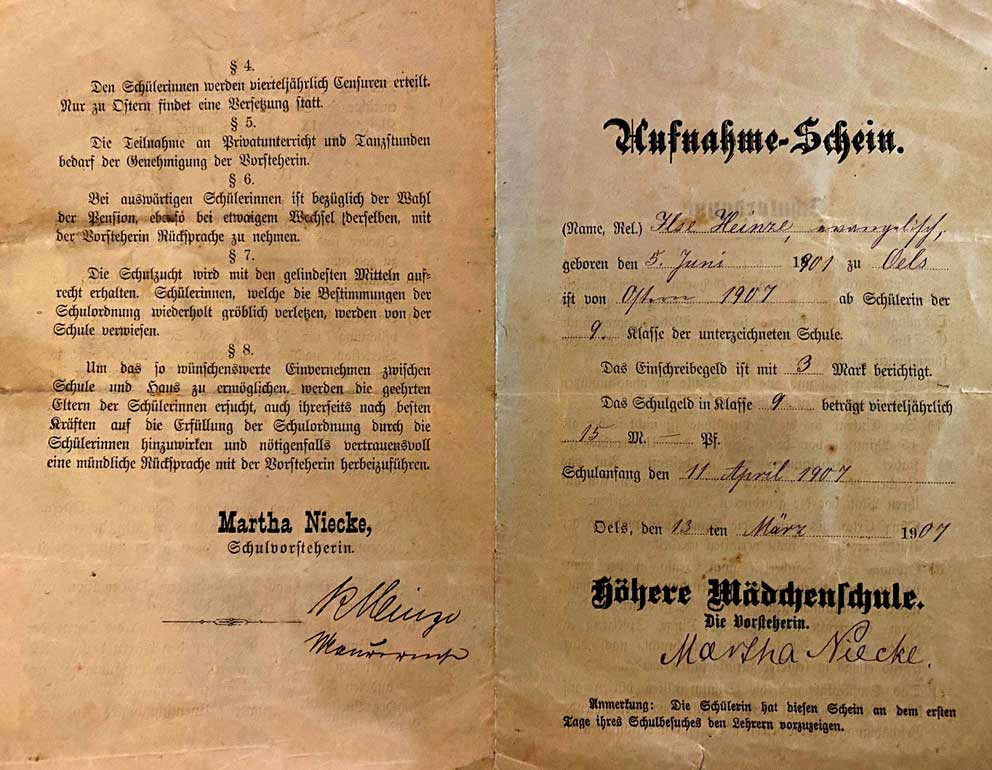 § 4.
Den Schülerinnen werden vierteljährlich Censuren erteilt.
Nur zu Ostern findet eine Versetzung statt.
§ 5.
Die Teilnahme an Privatunterricht und Tanzstunden
bedarf der Genehmigung der Vorsteherin.
§ 6.
Bei auswärtigen Schülerinnen ist bezüglich der Wahl
der Pension, ebenso bei etwaigem Wechsel derselben, mit
der Vorsteherin Rücksprache zu nehmen.
§ 7.
Die Schulzucht wird mit den gelindesten Mitteln auf-
recht erhalten. Schülerinnen, welche die Bestimmungen der
Schulordnung wiederholt gröblich verletzen, werden von der
Schule verwiesen.
§ 8.
Um das so wünschenswerte Einvernehmen zwischen
Schule und Haus zu ermöglichen, werden die geehrten
Eltern der Schülerinnen ersucht, auch ihrerseits nach besten
Kräften auf die Erfüllung der Schulordnung durch die
Schülerinnen hinzuwirken und nötigenfalls vertrauensvoll
eine mündliche Rücksprache mit der Vorsteherin herbeizuführen.
Martha Niecke,
Schulvorsteherin.
Heinze
Aufnahme-Schein.
(Name, Rel.) Ilse Heinze, evangelisch,
geboren den 5. Juni 1901 zu Oels
ist von Ostern 1907 ab Schülerin der
9. Klasse der unterzeichneten Schule.
Das Einschreibegeld ist mit 3 Mark berichtigt.
Das Schulgeld in Klasse 9 beträgt vierteljährlich
15 M. — Pf.
Schulanfang den 11 April 1907
Oels, den 13 ten März 1907
Höhere Mädchenschule.
Die Vorsteherin.
Martha Niecke.
Anmerkung: Die Schülerin hat diesen Schein an dem ersten
Tage ihres Schulbesuches den Lehrern vorzuzeigen.